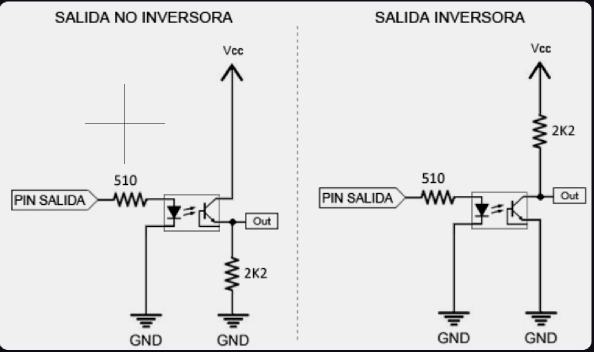 SALIDA NO INVERSORA
Vcc
510
PIN SALIDA
Out
2K2
GND
GND
SALIDA INVERSORA
Vcc
2K2
510
PIN SALIDA
Out
GND
GND